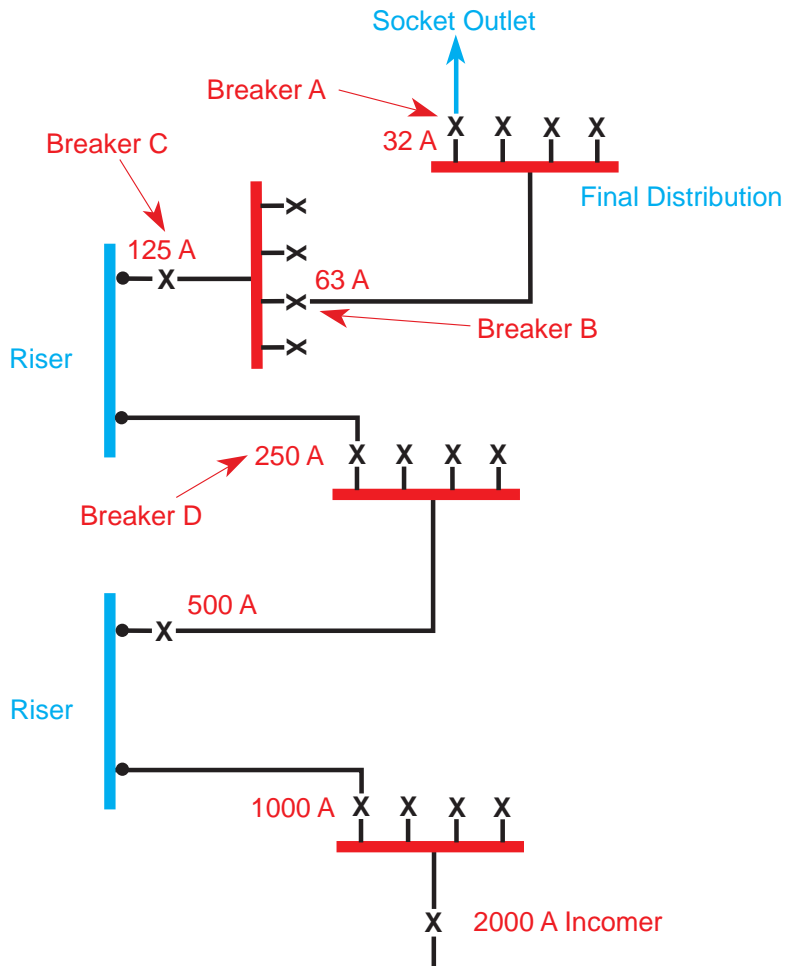 Socket Outlet
Breaker A
32 A
Breaker C
Final Distribution
125 A
63 A
Breaker B
Riser
250 A
Breaker D
500 A
Riser
1000 A
2000 A Incomer